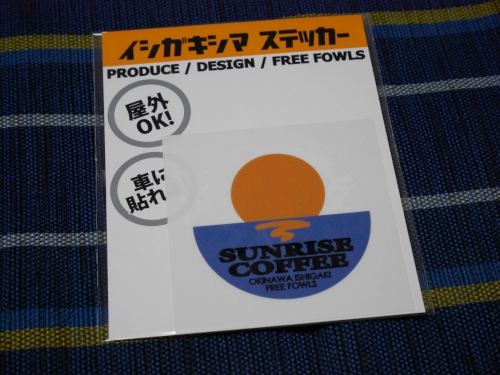 イシガキシマ ステッカー
PRODUCE / DESIGN / FREE FOWLS
屋外
OK!
車に
貼れ
SUNRISE
COFFEE
OKINAWA ISHIGAKI
FREE FOWLS